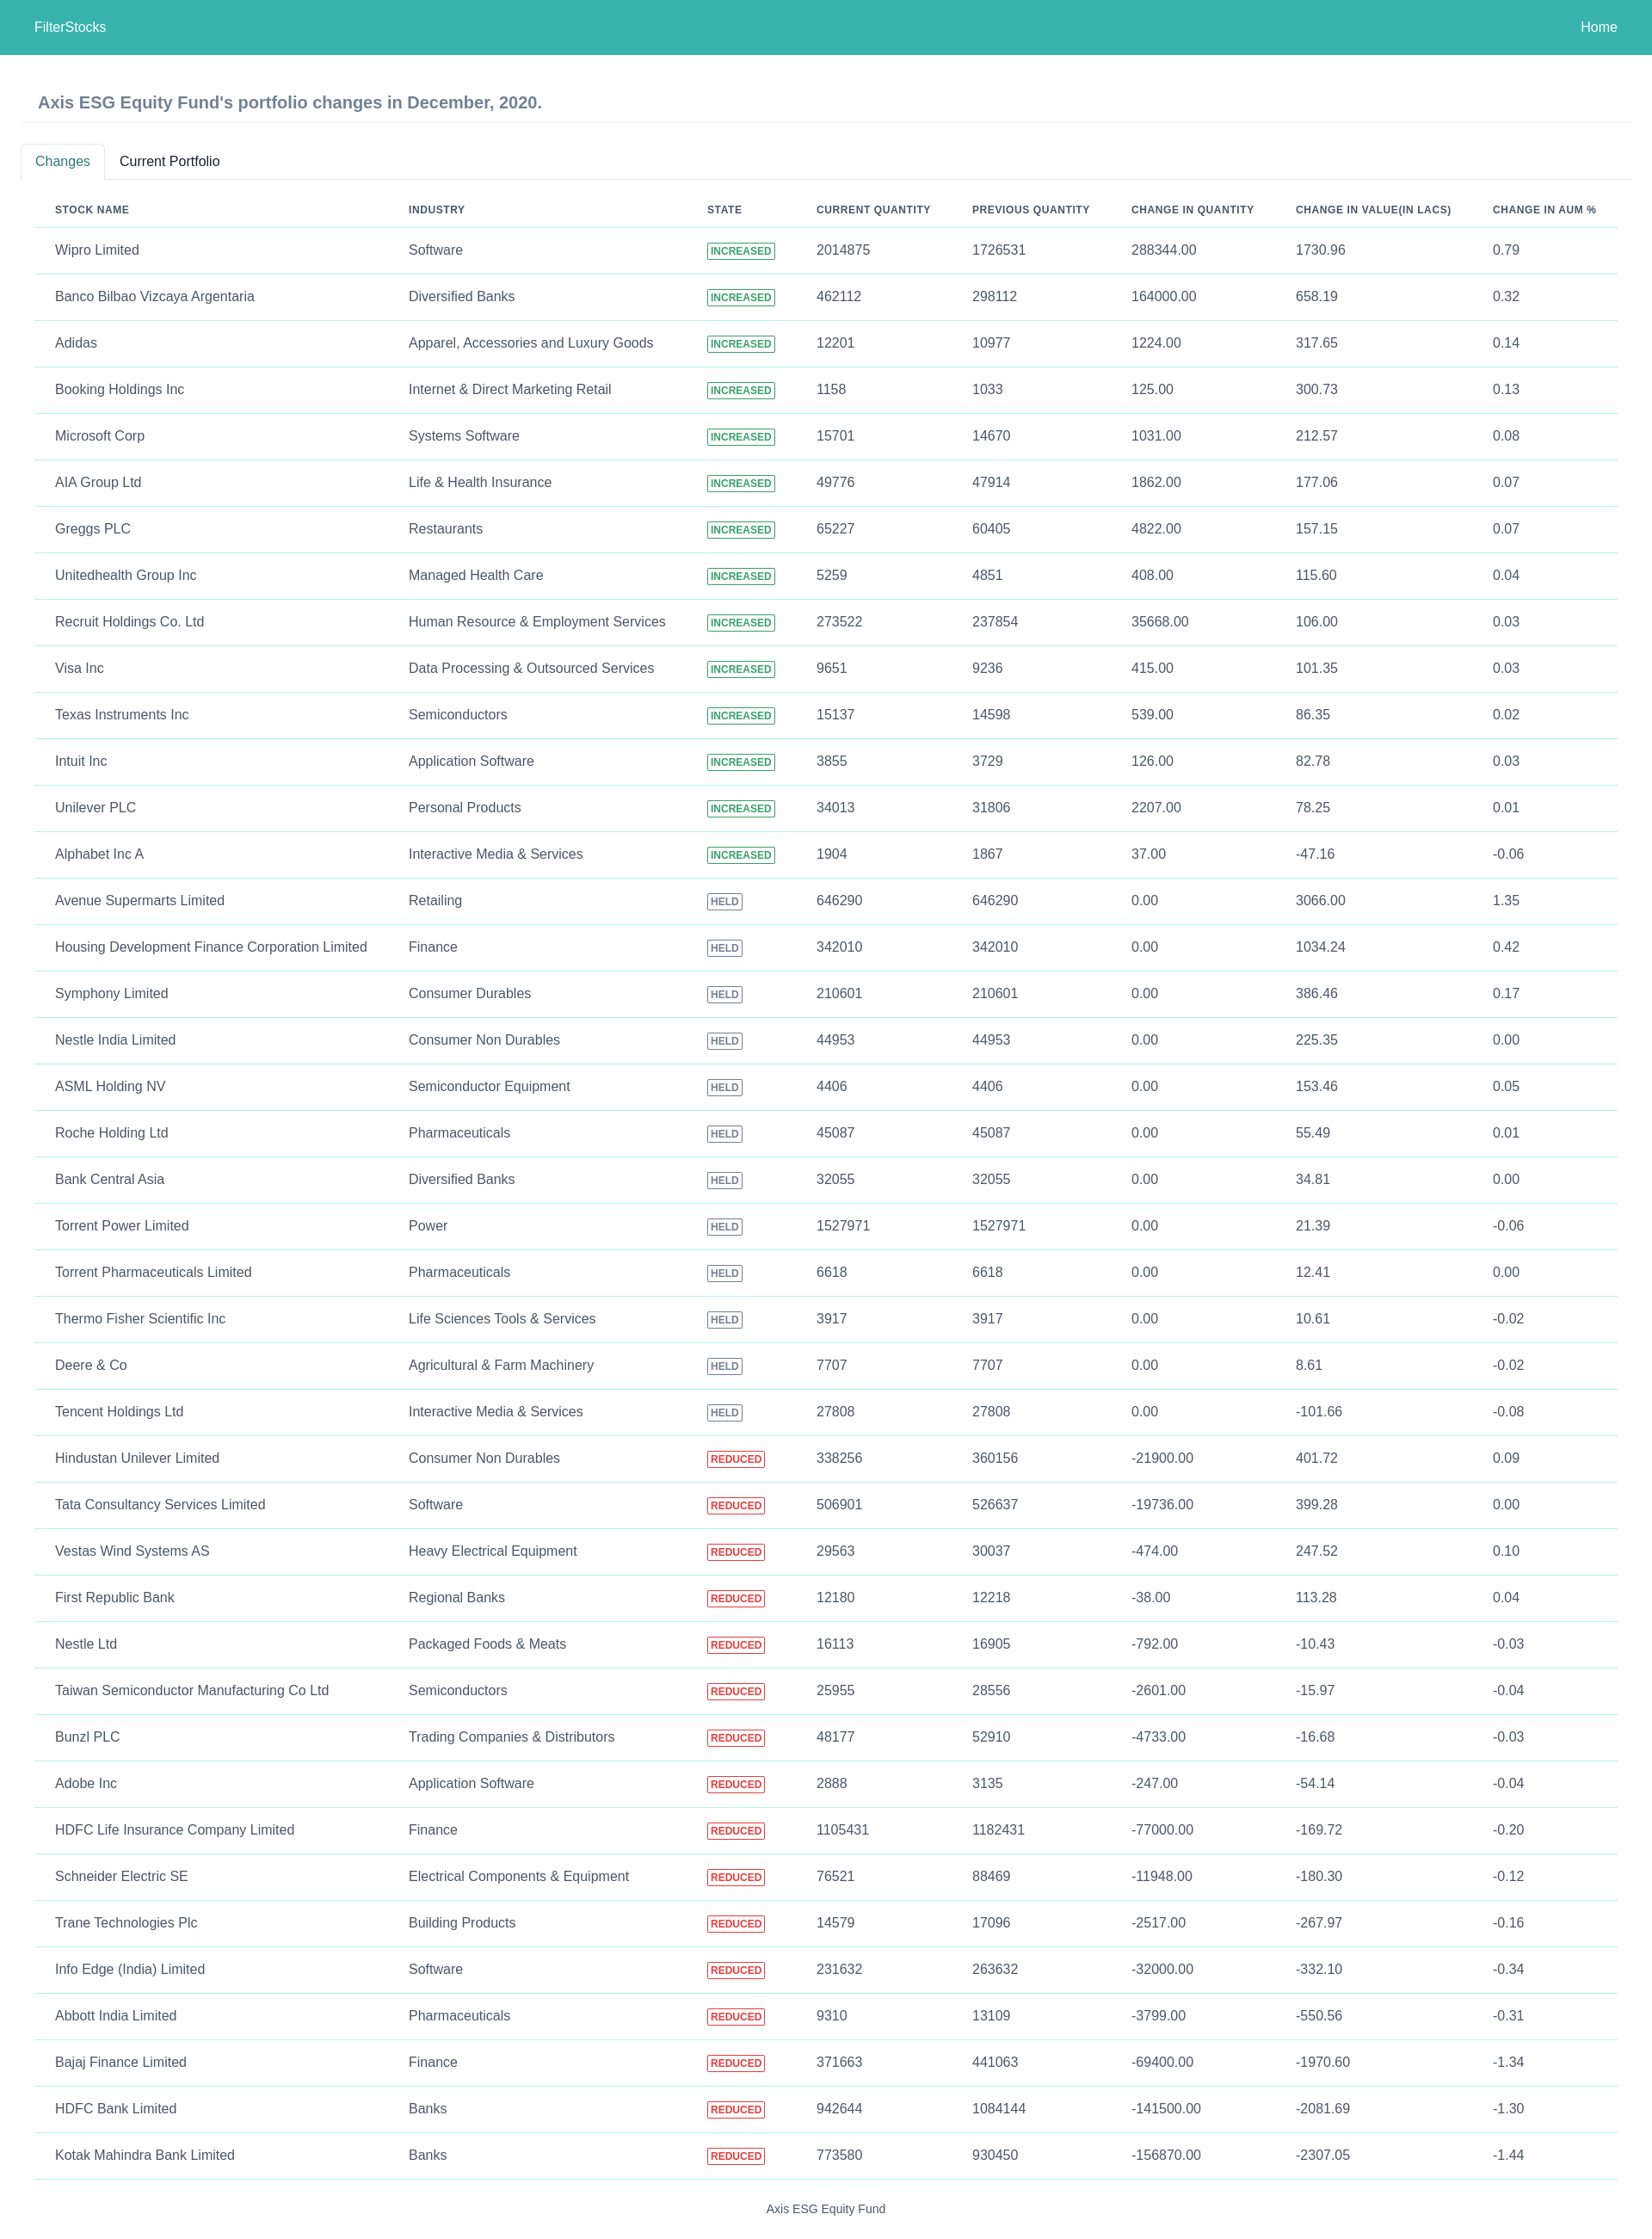 FilterStocks Home
Axis ESG Equity Fund's portfolio changes in December, 2020.
Changes Current Portfolio
STOCK NAME INDUSTRY STATE CURRENT QUANTITY PREVIOUS QUANTITY CHANGE IN QUANTITY CHANGE IN VALUE(IN LACS) CHANGE IN AUM %
Wipro Limited Software INCREASED 2014875 1726531 288344.00 1730.96 0.79
Banco Bilbao Vizcaya Argentaria Diversified Banks INCREASED 462112 298112 164000.00 658.19 0.32
Adidas Apparel, Accessories and Luxury Goods INCREASED 12201 10977 1224.00 317.65 0.14
Booking Holdings Inc Internet & Direct Marketing Retail INCREASED 1158 1033 125.00 300.73 0.13
Microsoft Corp Systems Software INCREASED 15701 14670 1031.00 212.57 0.08
AIA Group Ltd Life & Health Insurance INCREASED 49776 47914 1862.00 177.06 0.07
Greggs PLC Restaurants INCREASED 65227 60405 4822.00 157.15 0.07
Unitedhealth Group Inc Managed Health Care INCREASED 5259 4851 408.00 115.60 0.04
Recruit Holdings Co. Ltd Human Resource & Employment Services INCREASED 273522 237854 35668.00 106.00 0.03
Visa Inc Data Processing & Outsourced Services INCREASED 9651 9236 415.00 101.35 0.03
Texas Instruments Inc Semiconductors INCREASED 15137 14598 539.00 86.35 0.02
Intuit Inc Application Software INCREASED 3855 3729 126.00 82.78 0.03
Unilever PLC Personal Products INCREASED 34013 31806 2207.00 78.25 0.01
Alphabet Inc A Interactive Media & Services INCREASED 1904 1867 37.00 -47.16 -0.06
Avenue Supermarts Limited Retailing HELD 646290 646290 0.00 3066.00 1.35
Housing Development Finance Corporation Limited Finance HELD 342010 342010 0.00 1034.24 0.42
Symphony Limited Consumer Durables HELD 210601 210601 0.00 386.46 0.17
Nestle India Limited Consumer Non Durables HELD 44953 44953 0.00 225.35 0.00
ASML Holding NV Semiconductor Equipment HELD 4406 4406 0.00 153.46 0.05
Roche Holding Ltd Pharmaceuticals HELD 45087 45087 0.00 55.49 0.01
Bank Central Asia Diversified Banks HELD 32055 32055 0.00 34.81 0.00
Torrent Power Limited Power HELD 1527971 1527971 0.00 21.39 -0.06
Torrent Pharmaceuticals Limited Pharmaceuticals HELD 6618 6618 0.00 12.41 0.00
Thermo Fisher Scientific Inc Life Sciences Tools & Services HELD 3917 3917 0.00 10.61 -0.02
Deere & Co Agricultural & Farm Machinery HELD 7707 7707 0.00 8.61 -0.02
Tencent Holdings Ltd Interactive Media & Services HELD 27808 27808 0.00 -101.66 -0.08
Hindustan Unilever Limited Consumer Non Durables REDUCED 338256 360156 -21900.00 401.72 0.09
Tata Consultancy Services Limited Software REDUCED 506901 526637 -19736.00 399.28 0.00
Vestas Wind Systems AS Heavy Electrical Equipment REDUCED 29563 30037 -474.00 247.52 0.10
First Republic Bank Regional Banks REDUCED 12180 12218 -38.00 113.28 0.04
Nestle Ltd Packaged Foods & Meats REDUCED 16113 16905 -792.00 -10.43 -0.03
Taiwan Semiconductor Manufacturing Co Ltd Semiconductors REDUCED 25955 28556 -2601.00 -15.97 -0.04
Bunzl PLC Trading Companies & Distributors REDUCED 48177 52910 -4733.00 -16.68 -0.03
Adobe Inc Application Software REDUCED 2888 3135 -247.00 -54.14 -0.04
HDFC Life Insurance Company Limited Finance REDUCED 1105431 1182431 -77000.00 -169.72 -0.20
Schneider Electric SE Electrical Components & Equipment REDUCED 76521 88469 -11948.00 -180.30 -0.12
Trane Technologies Plc Building Products REDUCED 14579 17096 -2517.00 -267.97 -0.16
Info Edge (India) Limited Software REDUCED 231632 263632 -32000.00 -332.10 -0.34
Abbott India Limited Pharmaceuticals REDUCED 9310 13109 -3799.00 -550.56 -0.31
Bajaj Finance Limited Finance REDUCED 371663 441063 -69400.00 -1970.60 -1.34
HDFC Bank Limited Banks REDUCED 942644 1084144 -141500.00 -2081.69 -1.30
Kotak Mahindra Bank Limited Banks REDUCED 773580 930450 -156870.00 -2307.05 -1.44
Axis ESG Equity Fund